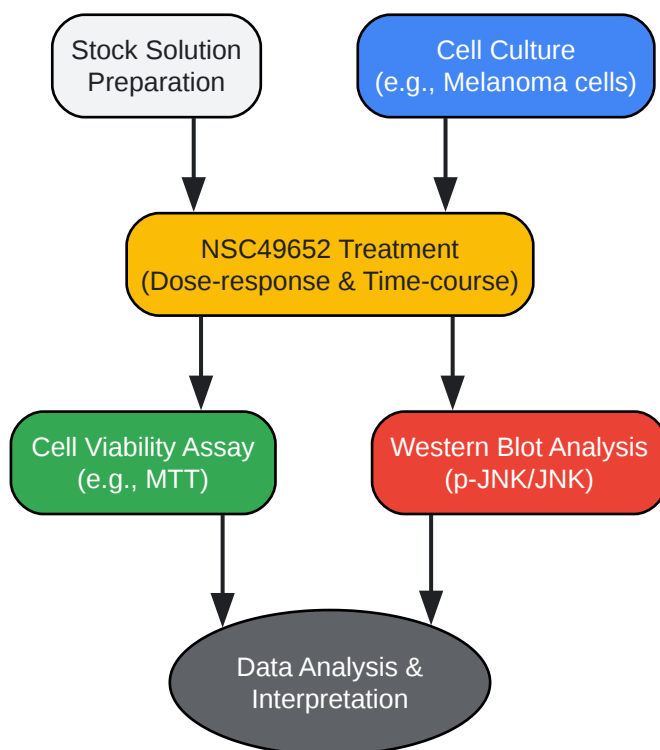 Stock Solution
Preparation
Cell Culture
(e.g., Melanoma cells)
NSC49652 Treatment
(Dose-response & Time-course)
Cell Viability Assay
(e.g., MTT)
Western Blot Analysis
(p-JNK/JNK)
Data Analysis &
Interpretation